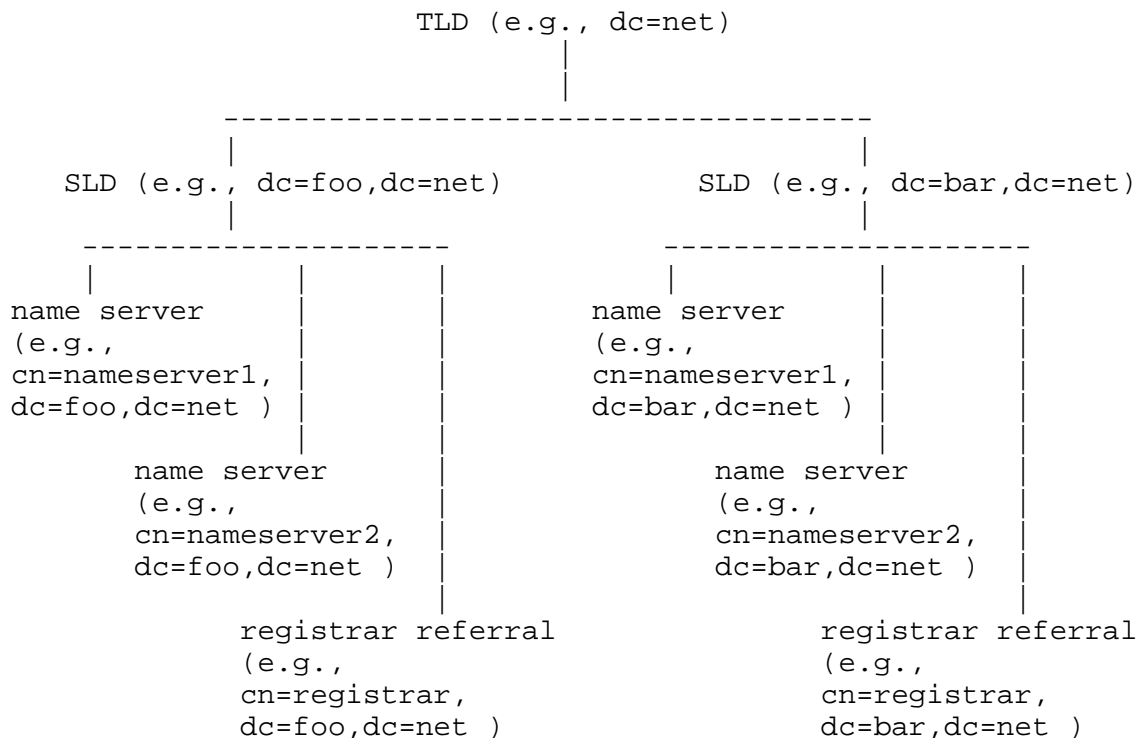 TLD (e.g., dc=net)
SLD (e.g., dc=foo,dc=net)
SLD (e.g., dc=bar,dc=net)
name server
(e.g.,
cn=nameserver1,
dc=foo,dc=net )
name server
(e.g.,
cn=nameserver2,
dc=foo,dc=net )
registrar referral
(e.g.,
cn=registrar,
dc=foo,dc=net )
name server
(e.g.,
cn=nameserver1,
dc=bar,dc=net )
name server
(e.g.,
cn=nameserver2,
dc=bar,dc=net )
registrar referral
(e.g.,
cn=registrar,
dc=bar,dc=net )